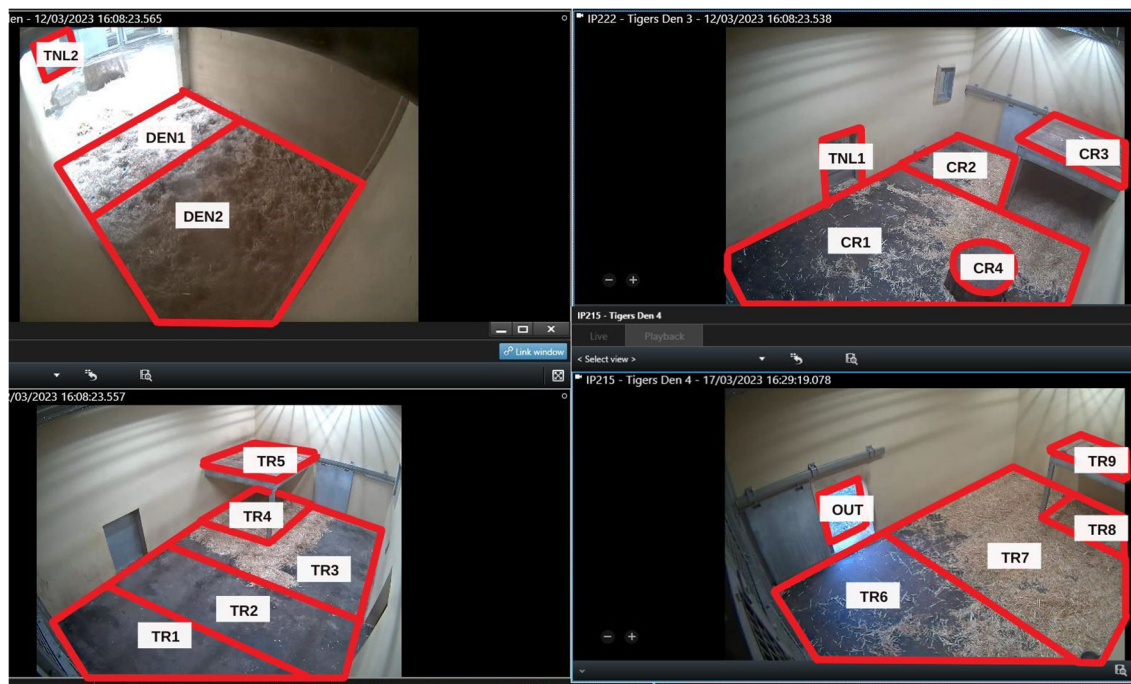 en - 12/03/2023 16:08:23.565
TNL2
DEN1
DEN2
Link window
/03/2023 16:08:23.557
TR5
TR4
TR3
TR2
TR1
IP222 - Tigers Den 3 - 12/03/2023 16:08:23.538
TNL1
CR2
CR3
CR1
CR4
IP215 - Tigers Den 4
Live
Playback
< Select view >
IP215 - Tigers Den 4 - 17/03/2023 16:29:19.078
TR9
OUT
TR8
TR7
TR6